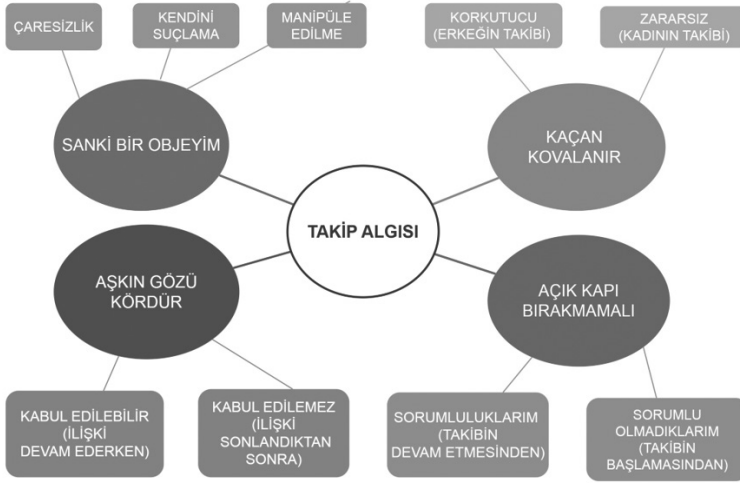 ÇARESİZLİK
KENDİNİ
SUÇLAMA
MANİPÜLE
EDİLME
KORKUTUCU
(ERKEĞİN TAKİBİ)
ZARARSIZ
(KADININ TAKİBİ)
SANKİ BİR OBJEYİM
KAÇAN
KOVALANIR
TAKİP ALGISI
AŞKIN GÖZÜ
KÖRDÜR
AÇIK KAPI
BIRAKMAMALI
KABUL EDİLEBİLİR
(İLİŞKİ
DEVAM EDERKEN)
KABUL EDİLEMEZ
(İLİŞKİ
SONLANDIKTAN
SONRA)
SORUMLULUKLARIM
(TAKİBİN
DEVAM ETMESİNDEN)
SORUMLU
OLMADIKLARIM
(TAKİBİN
BAŞLAMASINDAN)